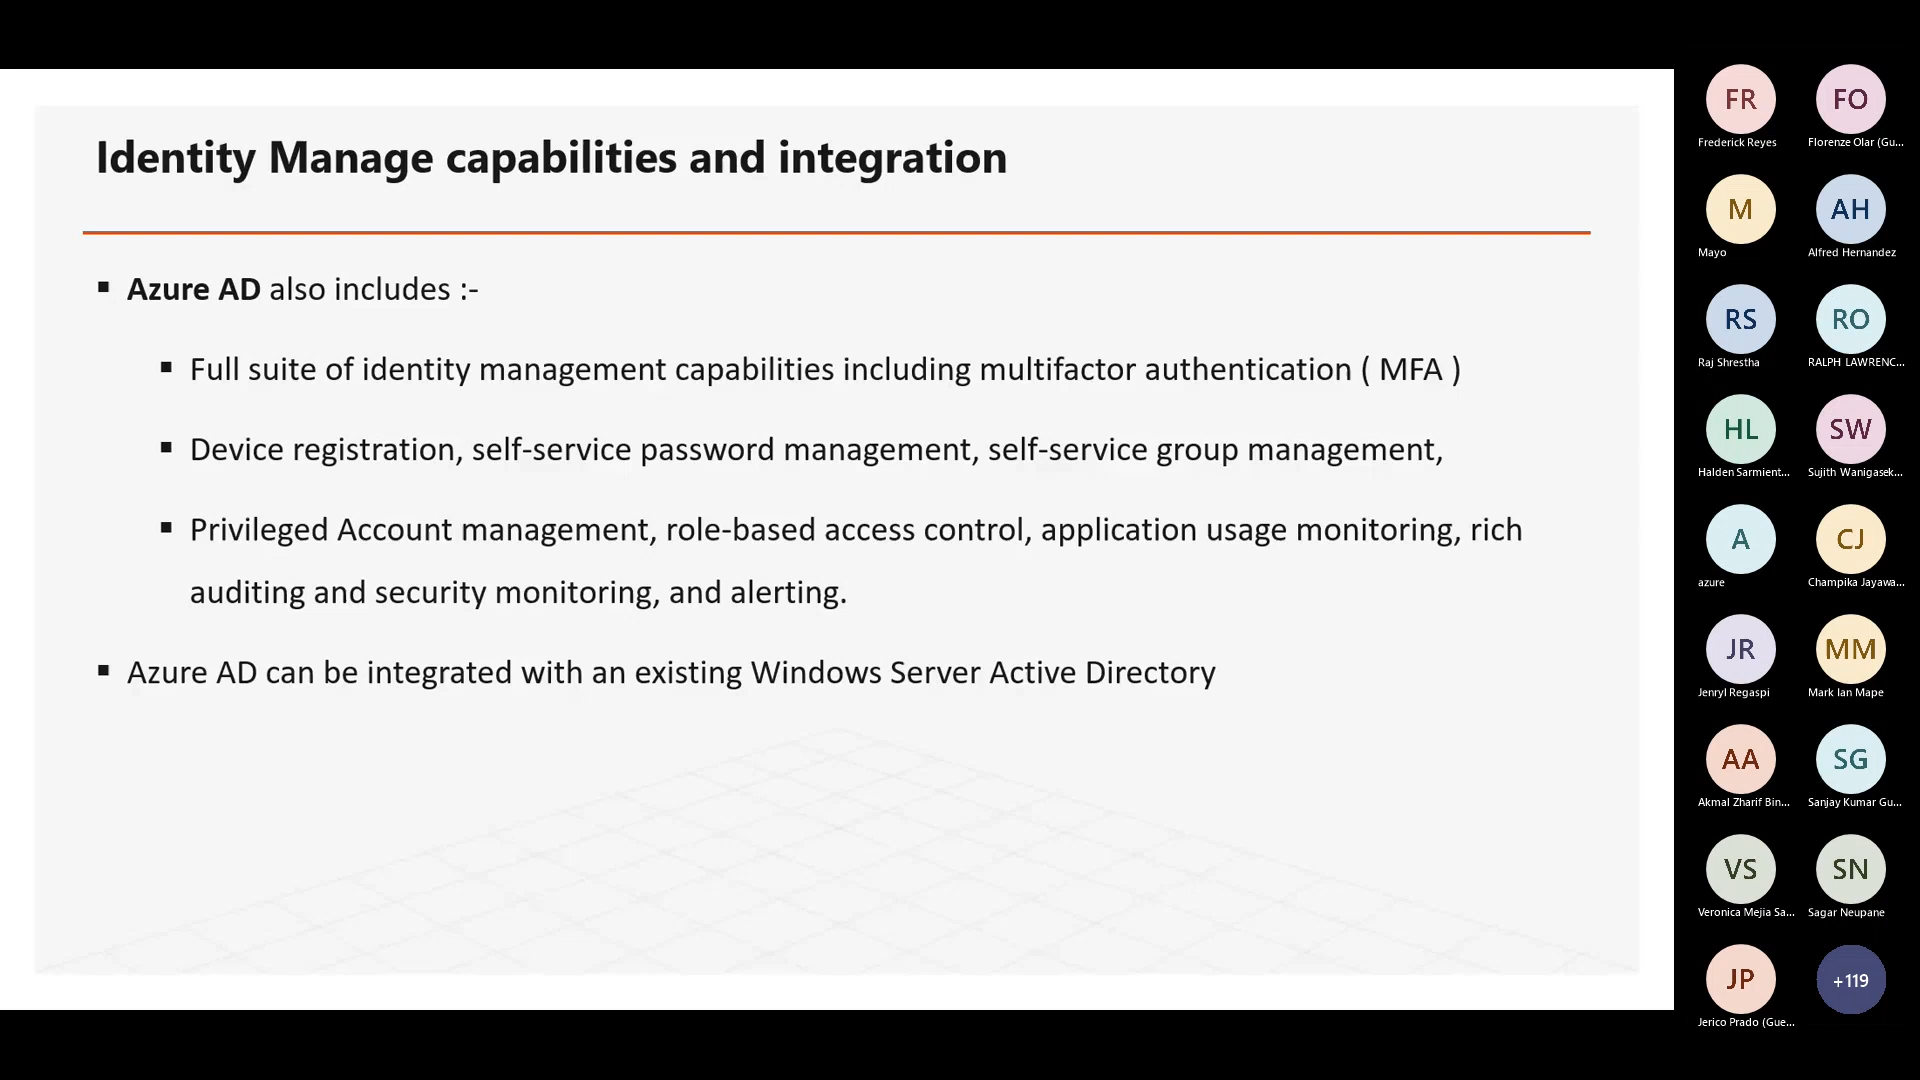 Identity Manage capabilities and integration
▪ Azure AD also includes :-
▪ Full suite of identity management capabilities including multifactor authentication ( MFA )
▪ Device registration, self-service password management, self-service group management,
▪ Privileged Account management, role-based access control, application usage monitoring, rich
auditing and security monitoring, and alerting.
▪ Azure AD can be integrated with an existing Windows Server Active Directory
FR FO
Frederick Reyes Florenze Olar (Gu...
M AH
Mayo Alfred Hernandez
RS RO
Raj Shrestha RALPH LAWRENC...
HL SW
Halden Sarmient... Sujith Wanigasek...
A CJ
azure Champika Jayawa...
JR MM
Jenryl Regaspi Mark Ian Mape
AA SG
Akmal Zharif Bin... Sanjay Kumar Gu...
VS SN
Veronica Mejia Sa... Sagar Neupane
JP +119
Jerico Prado (Gue...